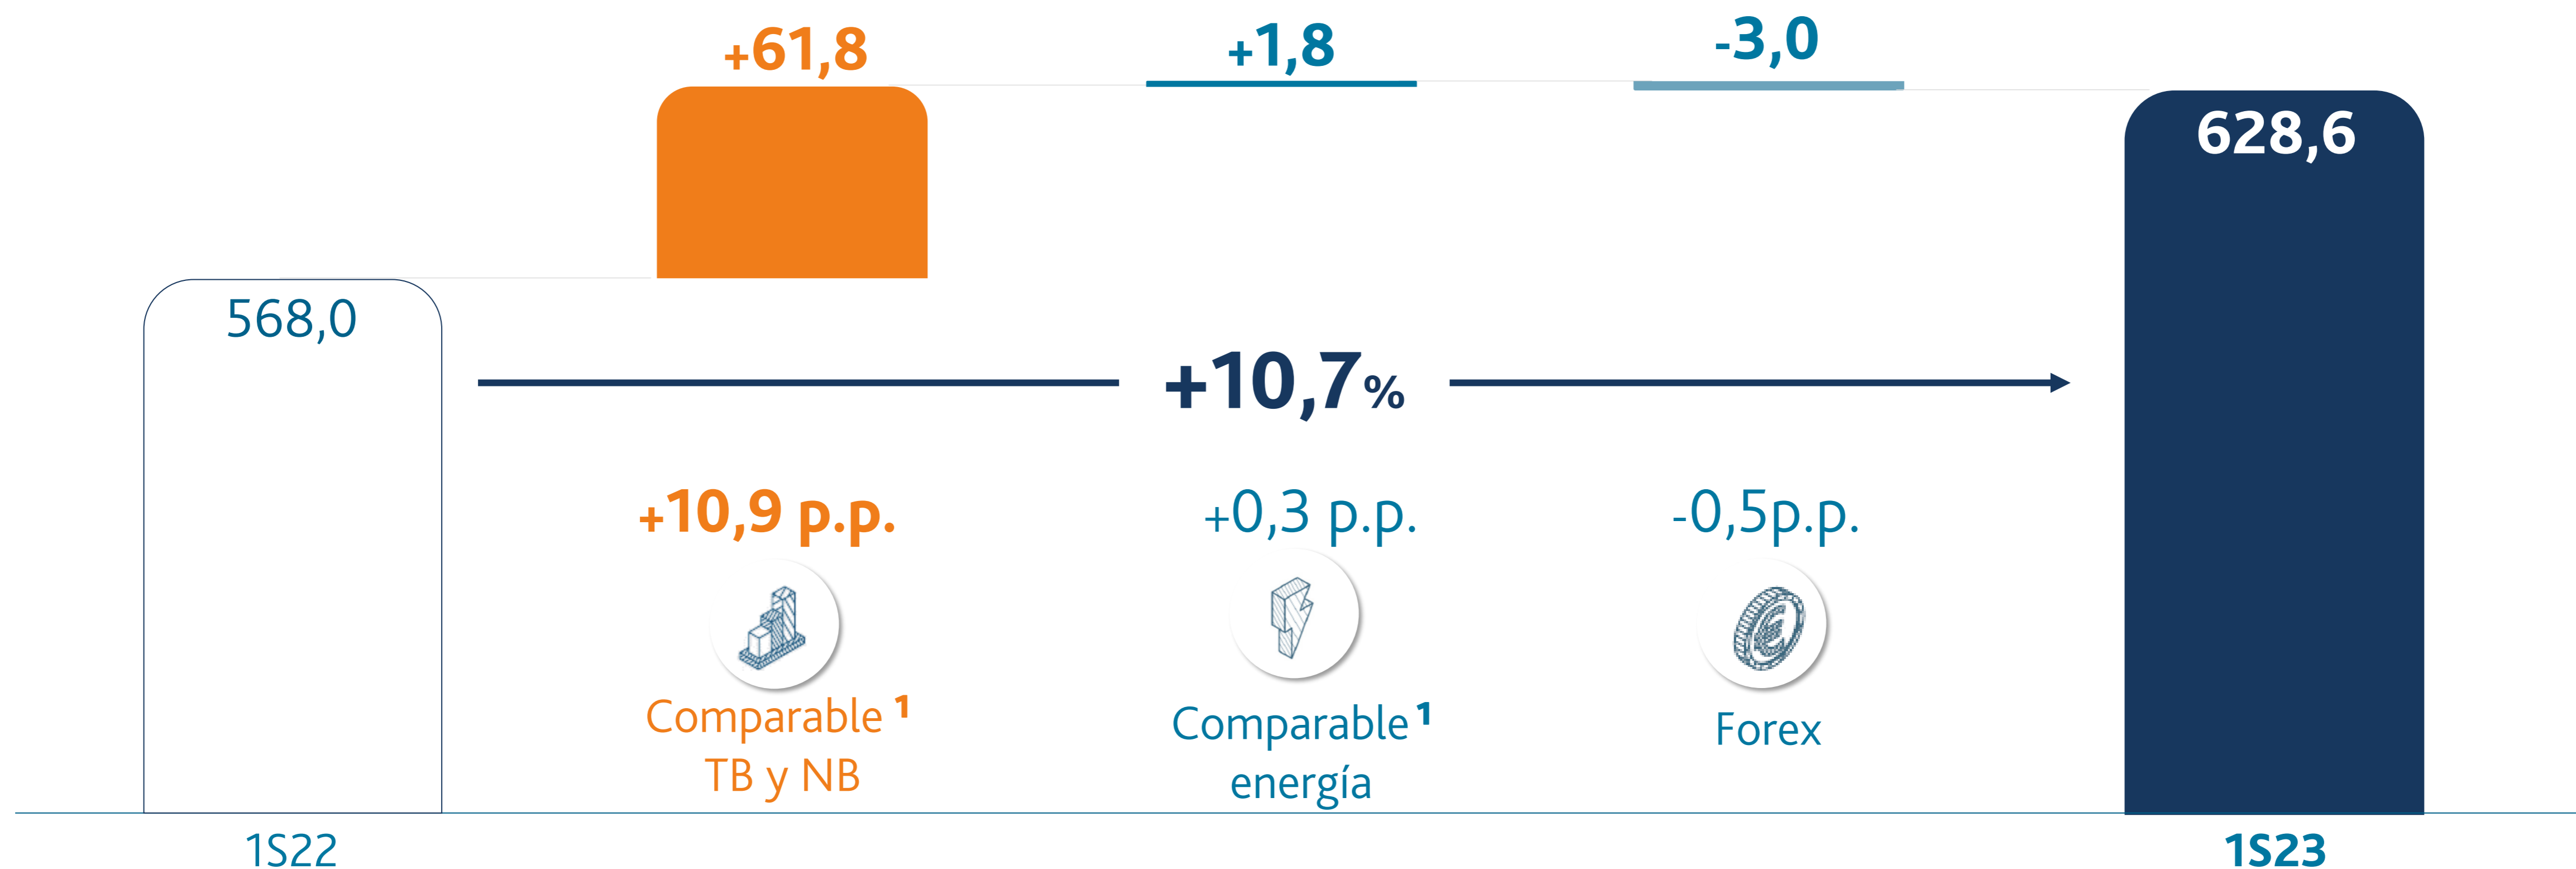 +61,8
+1,8
-3,0
628,6
568,0
+10,7%
+10,9 p.p.
+0,3 p.p.
-0,5p.p.
Comparable 1
TB y NB
Comparable 1
energía
Forex
1S22
1S23